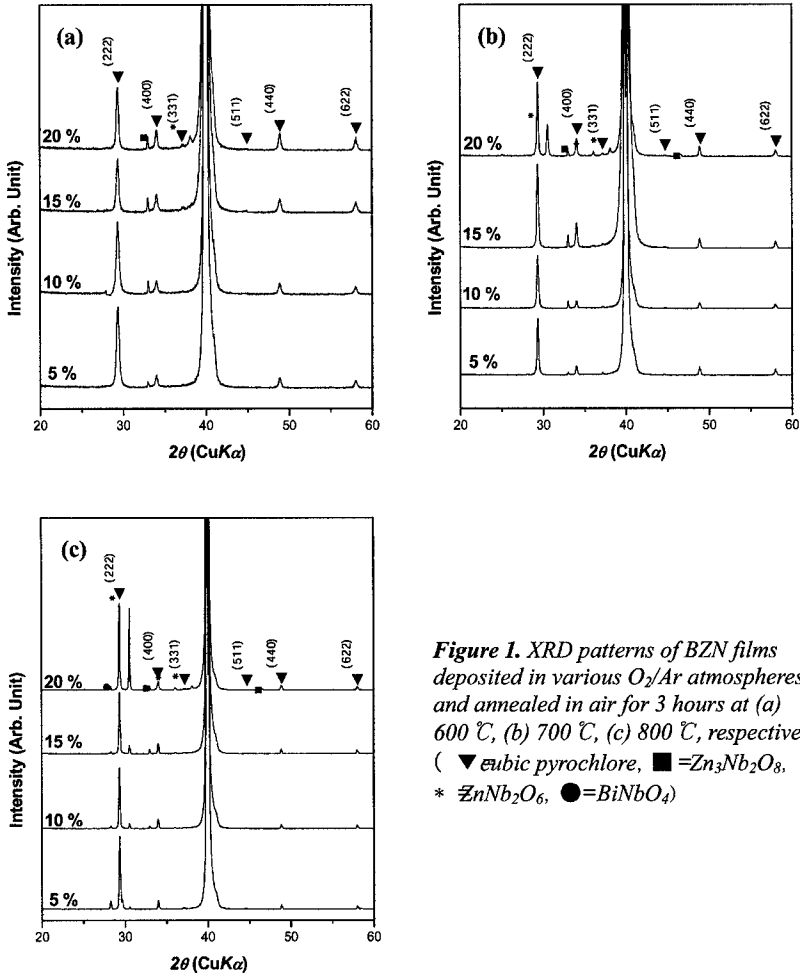 (a)
(222)
(400)
*(331)
(511)
(440)
(622)
20 %
15 %
10 %
5 %
Intensity (Arb. Unit)
20 30 40 50 60
2θ (CuKα)
(b)
(222)
*
(400)
(331)
*
(511)
(440)
(622)
20 %
15 %
10 %
5 %
Intensity (Arb. Unit)
20 30 40 50 60
2θ (CuKα)
(c)
(222)
*
(400)
(331)
*
(511)
(440)
(622)
20 %
15 %
10 %
5 %
Intensity (Arb. Unit)
20 30 40 50 60
2θ (CuKα)
Figure 1. XRD patterns of BZN films
deposited in various O₂/Ar atmospheres
and annealed in air for 3 hours at (a)
600 ℃, (b) 700 ℃, (c) 800 ℃, respective
( ▼ =cubic pyrochlore, ■ =Zn₃Nb₂O₈,
* =ZnNb₂O₆, ●=BiNbO₄)